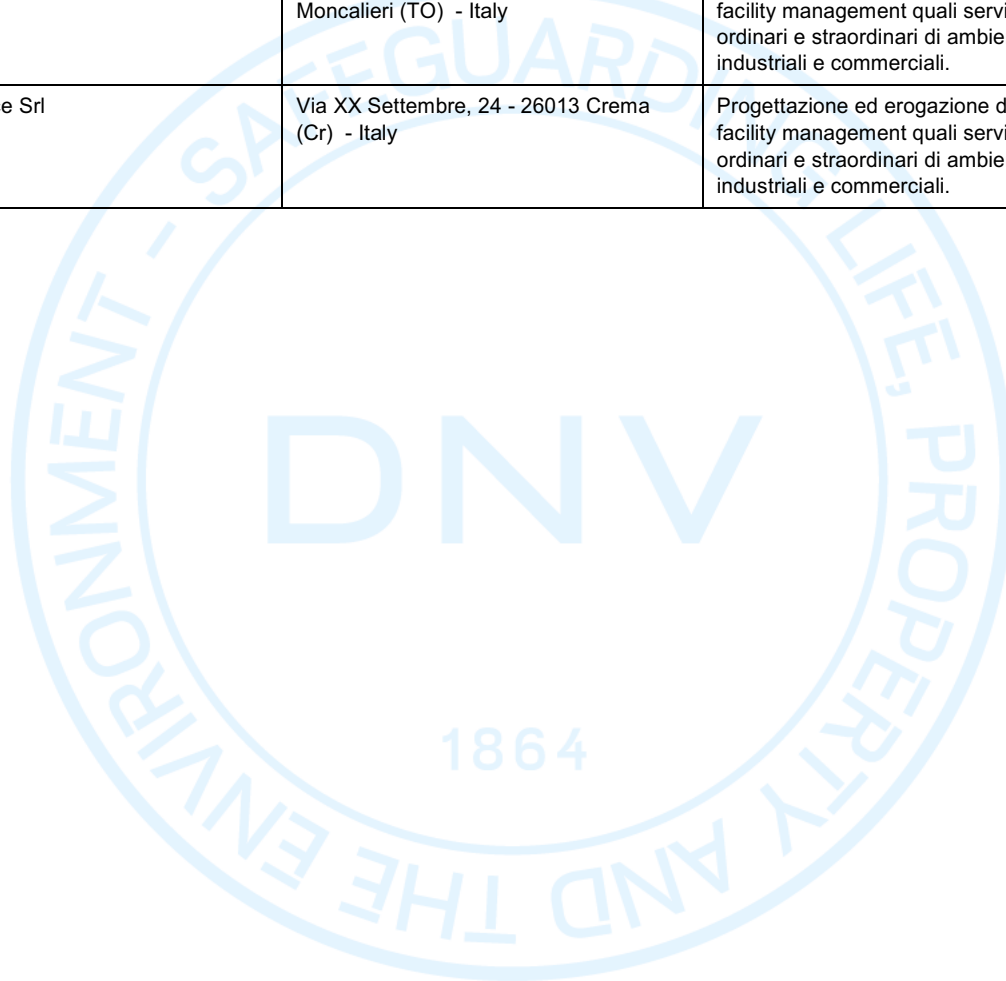 Moncalieri (TO) - Italy
facility management quali servi
ordinari e straordinari di ambie
industriali e commerciali.
e Srl
Via XX Settembre, 24 - 26013 Crema
(Cr) - Italy
Progettazione ed erogazione d
facility management quali servi
ordinari e straordinari di ambie
industriali e commerciali.
SAFEGUARDING LIFE, PROPERTY AND THE ENVIRONMENT -
DNV
1864